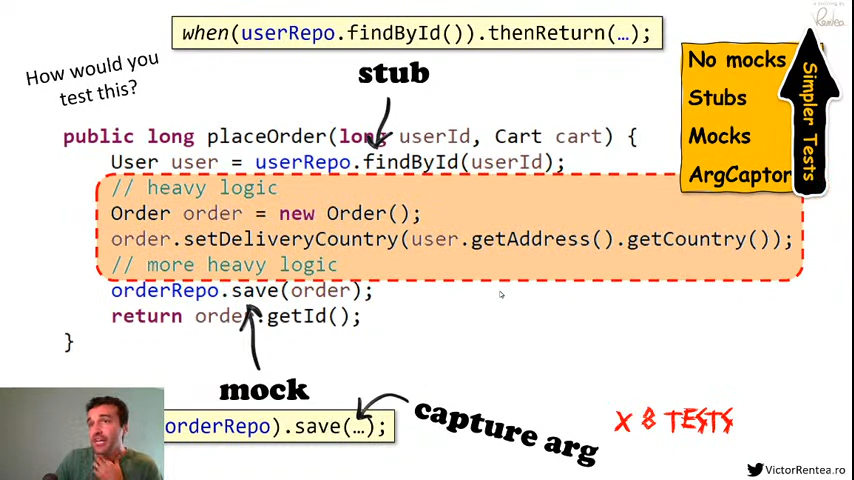 when(userRepo.findById()).thenReturn(…);
How would you
test this?
stub
No mocks
Stubs
Mocks
ArgCaptor
Simpler Tests
public long placeOrder(long userId, Cart cart) {
User user = userRepo.findById(userId);
// heavy logic
Order order = new Order();
order.setDeliveryCountry(user.getAddress().getCountry());
// more heavy logic
orderRepo.save(order);
return order.getId();
}
mock
orderRepo).save(…);
capture arg
X 8 TESTS
VictorRentea.ro